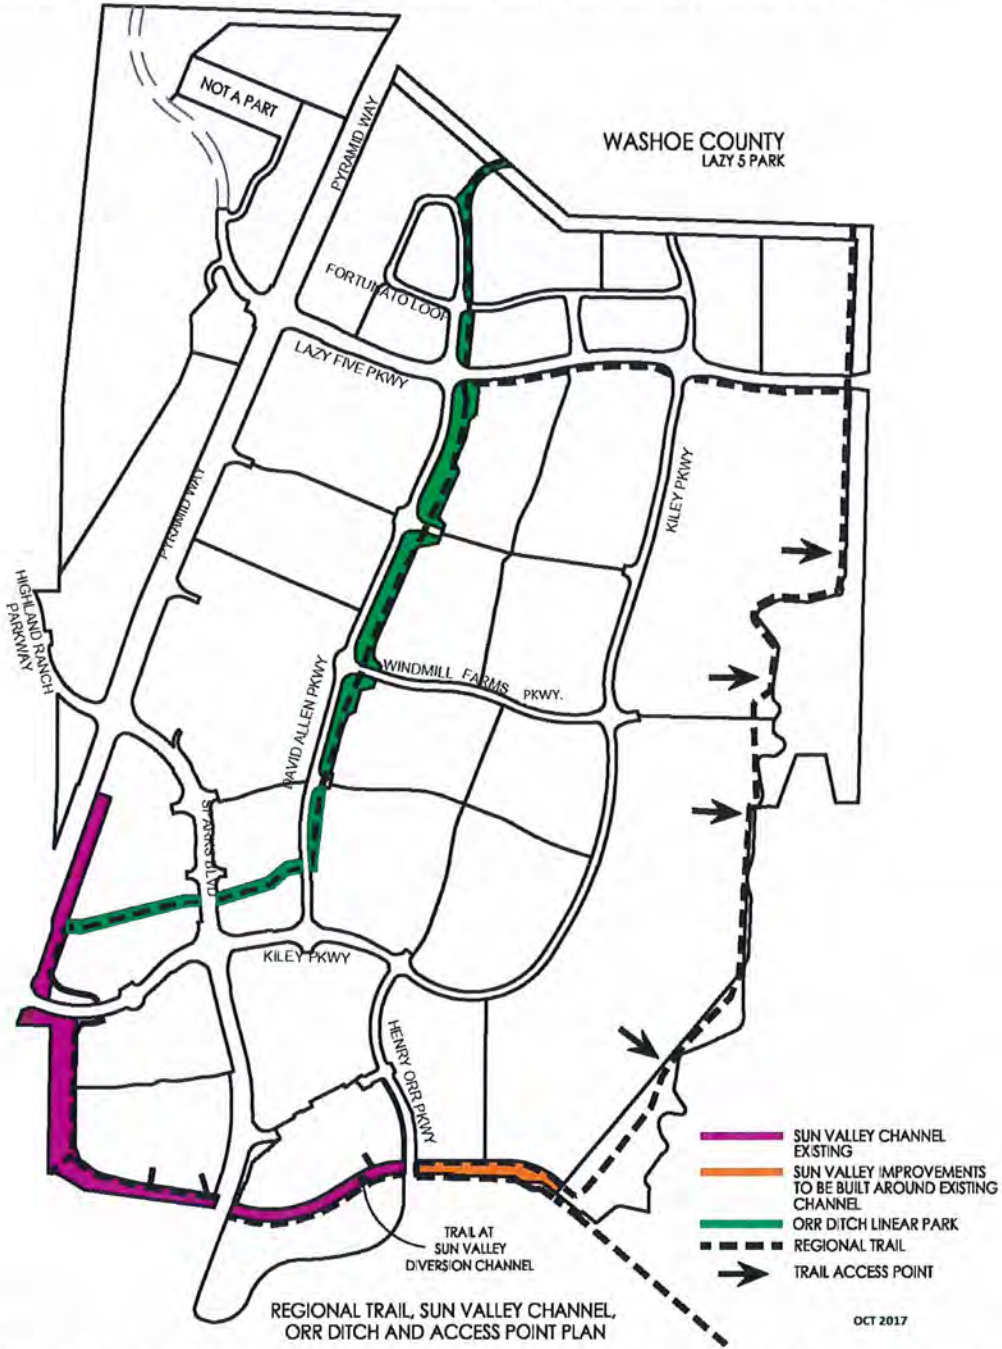 NOT A PART
PYRAMID WAY
WASHOE COUNTY
LAZY 5 PARK
FORTUNATO LOOP
LAZY FIVE PKWY
KILEY PKWY
PYRAMID WAY
HIGHLAND RANCH
PARKWAY
WINDMILL FARMS PKWY.
DAVID ALLEN PKWY
SPARKS BLVD
KILEY PKWY
HENRY ORR PKWY
SUN VALLEY CHANNEL
EXISTING
SUN VALLEY IMPROVEMENTS
TO BE BUILT AROUND EXISTING
CHANNEL
ORR DITCH LINEAR PARK
REGIONAL TRAIL
TRAIL ACCESS POINT
TRAIL AT
SUN VALLEY
DIVERSION CHANNEL
REGIONAL TRAIL, SUN VALLEY CHANNEL,
ORR DITCH AND ACCESS POINT PLAN
OCT 2017